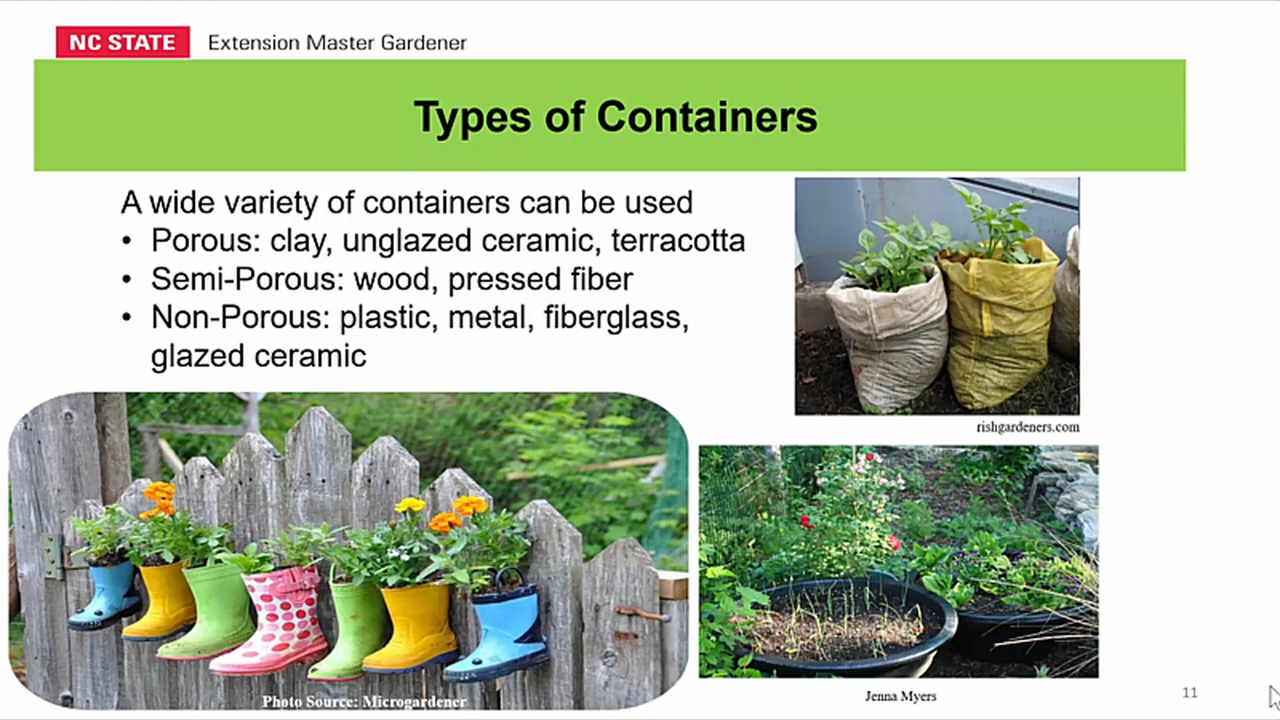 NC STATE Extension Master Gardener
Types of Containers
A wide variety of containers can be used
• Porous: clay, unglazed ceramic, terracotta
• Semi-Porous: wood, pressed fiber
• Non-Porous: plastic, metal, fiberglass,
glazed ceramic
rishgardeners.com
Photo Source: Microgardener
Jenna Myers
11